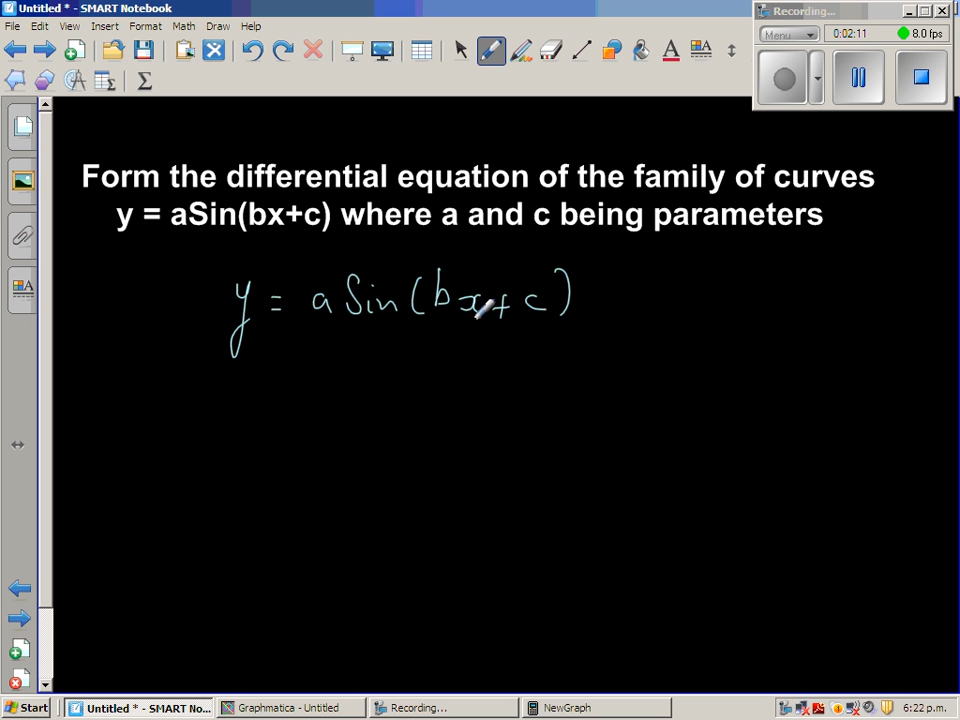 Untitled * - SMART Notebook
Recording...
File Edit View Insert Format Math Draw Help
Menu 0:02:11 8.0 fps
Form the differential equation of the family of curves
y = aSin(bx+c) where a and c being parameters
y = a Sin(bx+c)
Start Untitled * - SMART No... Graphmatica - Untitled Recording... NewGraph 6:22 p.m.